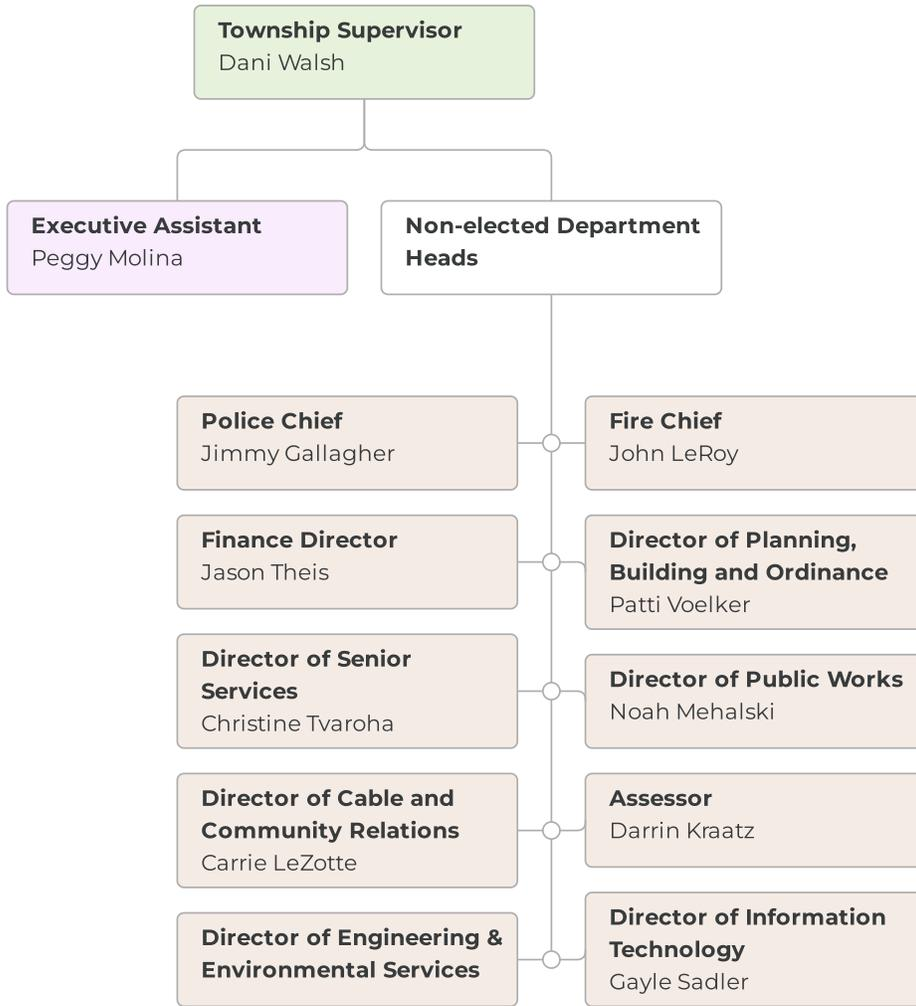 Township Supervisor
Dani Walsh
Executive Assistant
Peggy Molina
Non-elected Department
Heads
Police Chief
Jimmy Gallagher
Fire Chief
John LeRoy
Finance Director
Jason Theis
Director of Planning,
Building and Ordinance
Patti Voelker
Director of Senior
Services
Christine Tvaroha
Director of Public Works
Noah Mehalski
Director of Cable and
Community Relations
Carrie LeZotte
Assessor
Darrin Kraatz
Director of Engineering &
Environmental Services
Director of Information
Technology
Gayle Sadler